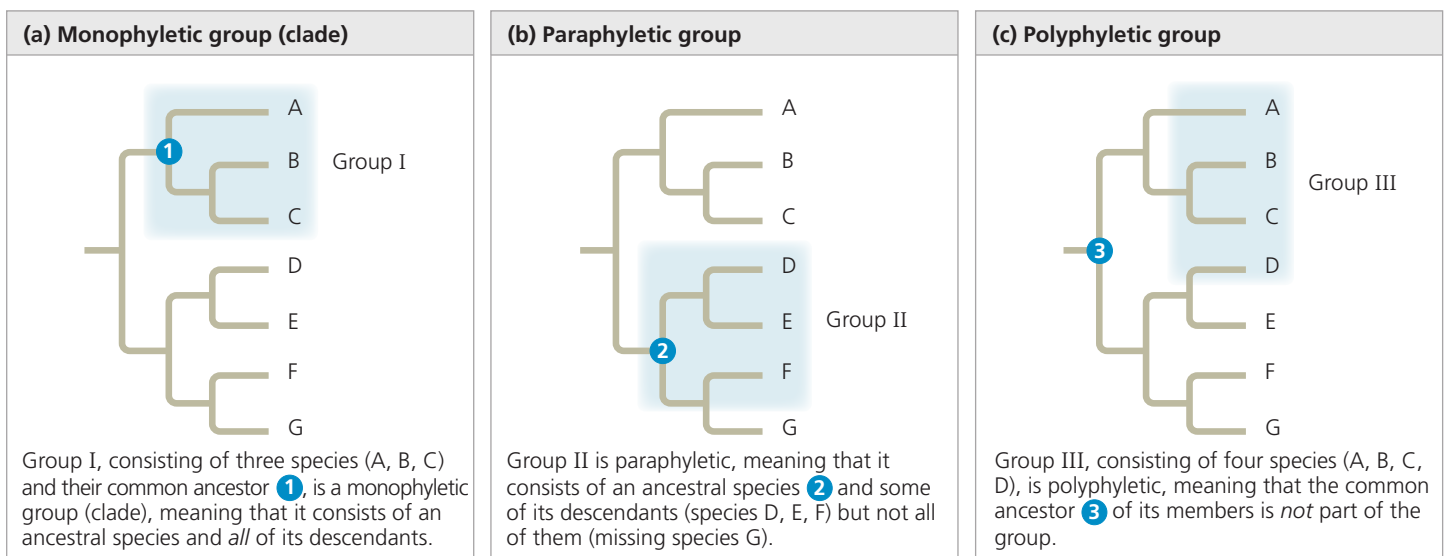 (a) Monophyletic group (clade)
A
1
B
Group I
C
D
E
F
G
Group I, consisting of three species (A, B, C)
and their common ancestor 1, is a monophyletic
group (clade), meaning that it consists of an
ancestral species and all of its descendants.
(b) Paraphyletic group
A
B
C
D
E
Group II
2
F
G
Group II is paraphyletic, meaning that it
consists of an ancestral species 2 and some
of its descendants (species D, E, F) but not all
of them (missing species G).
(c) Polyphyletic group
A
B
Group III
C
3
D
E
F
G
Group III, consisting of four species (A, B, C,
D), is polyphyletic, meaning that the common
ancestor 3 of its members is not part of the
group.